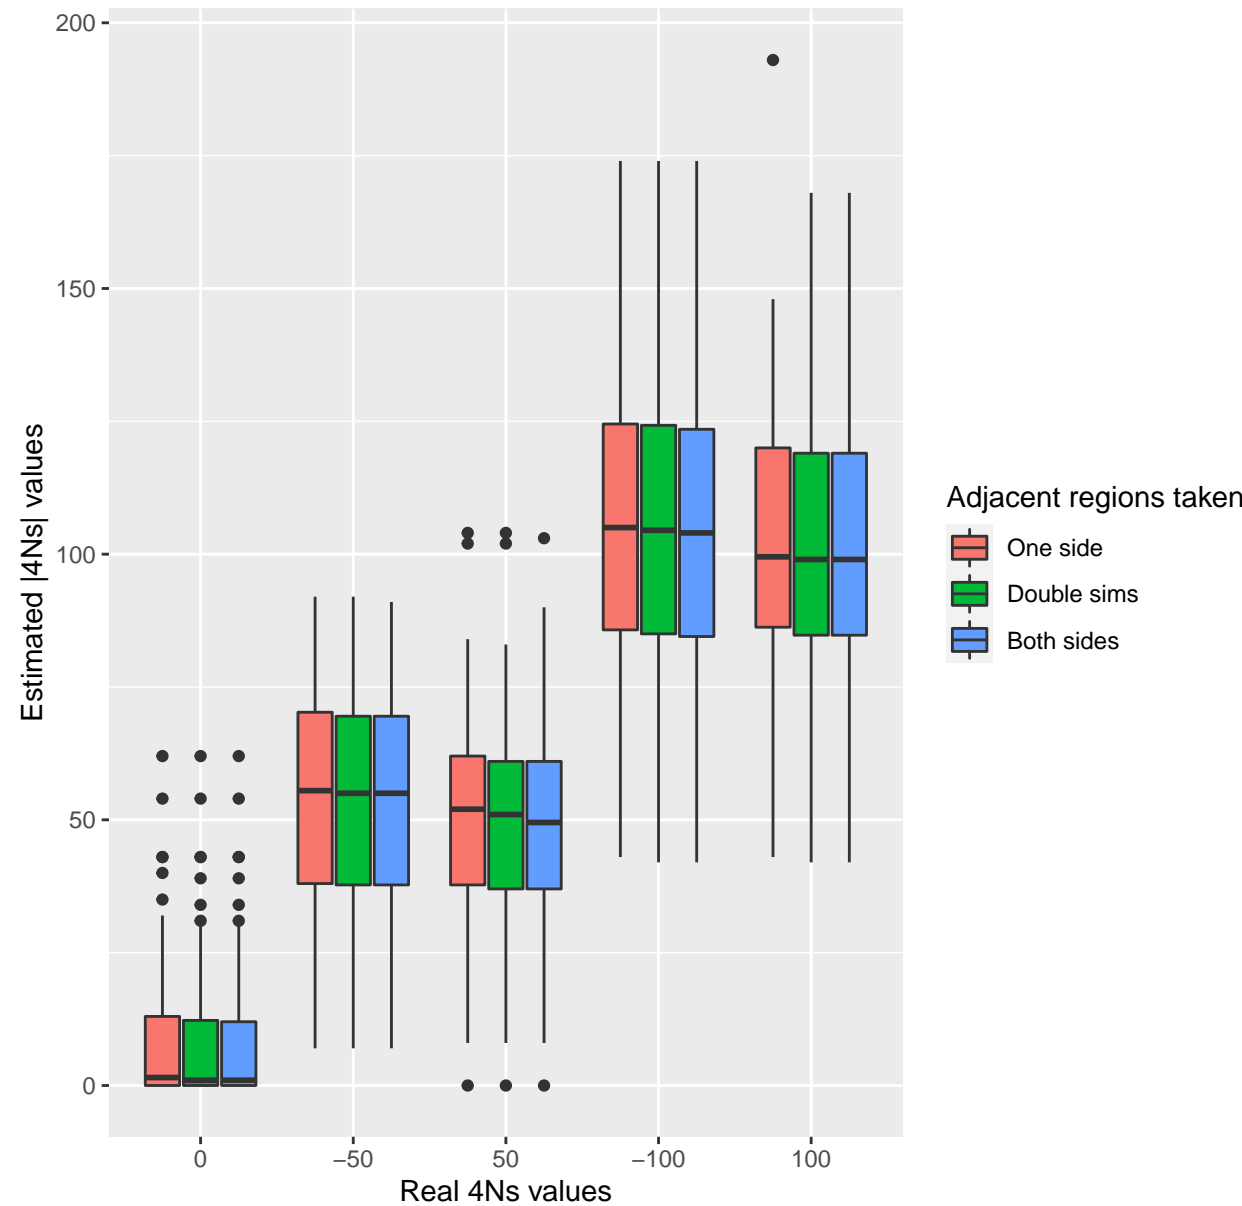 200
150
100
50
0
Estimated |4Ns| values
0 –50 50 –100 100
Real 4Ns values
Adjacent regions taken
One side
Double sims
Both sides